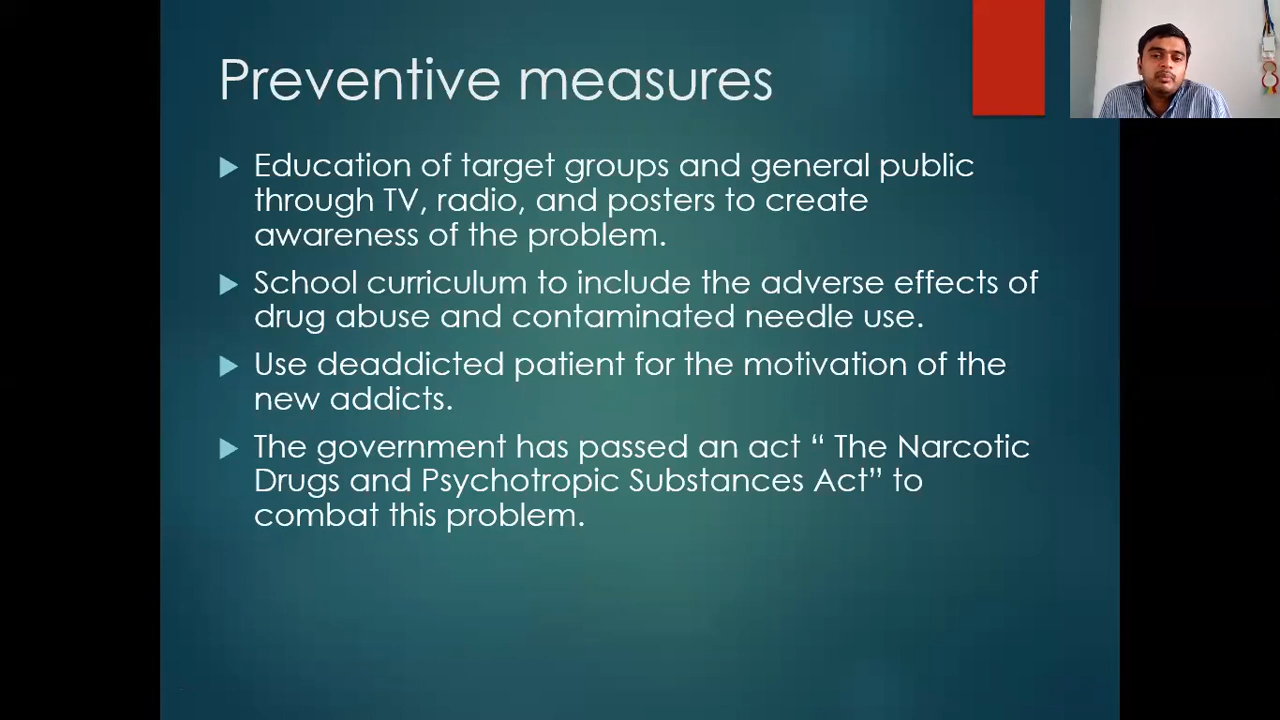 Preventive measures
Education of target groups and general public
through TV, radio, and posters to create
awareness of the problem.
School curriculum to include the adverse effects of
drug abuse and contaminated needle use.
Use deaddicted patient for the motivation of the
new addicts.
The government has passed an act “ The Narcotic
Drugs and Psychotropic Substances Act” to
combat this problem.